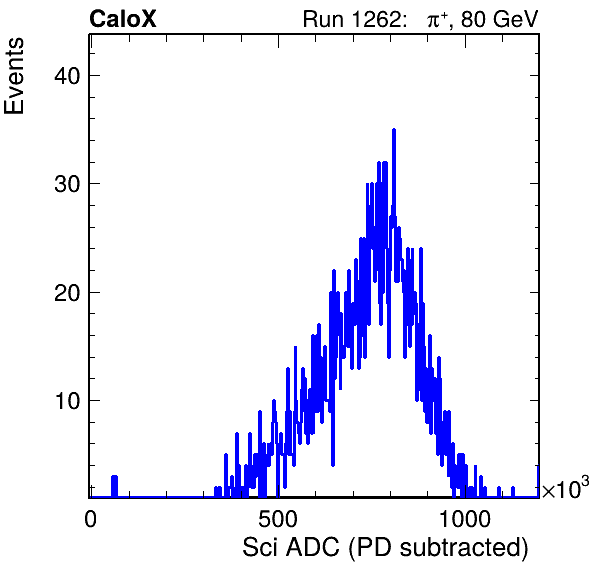 CaloX Run 1262: π⁺, 80 GeV
Events
40
30
20
10
0 500 1000 ×10³
Sci ADC (PD subtracted)